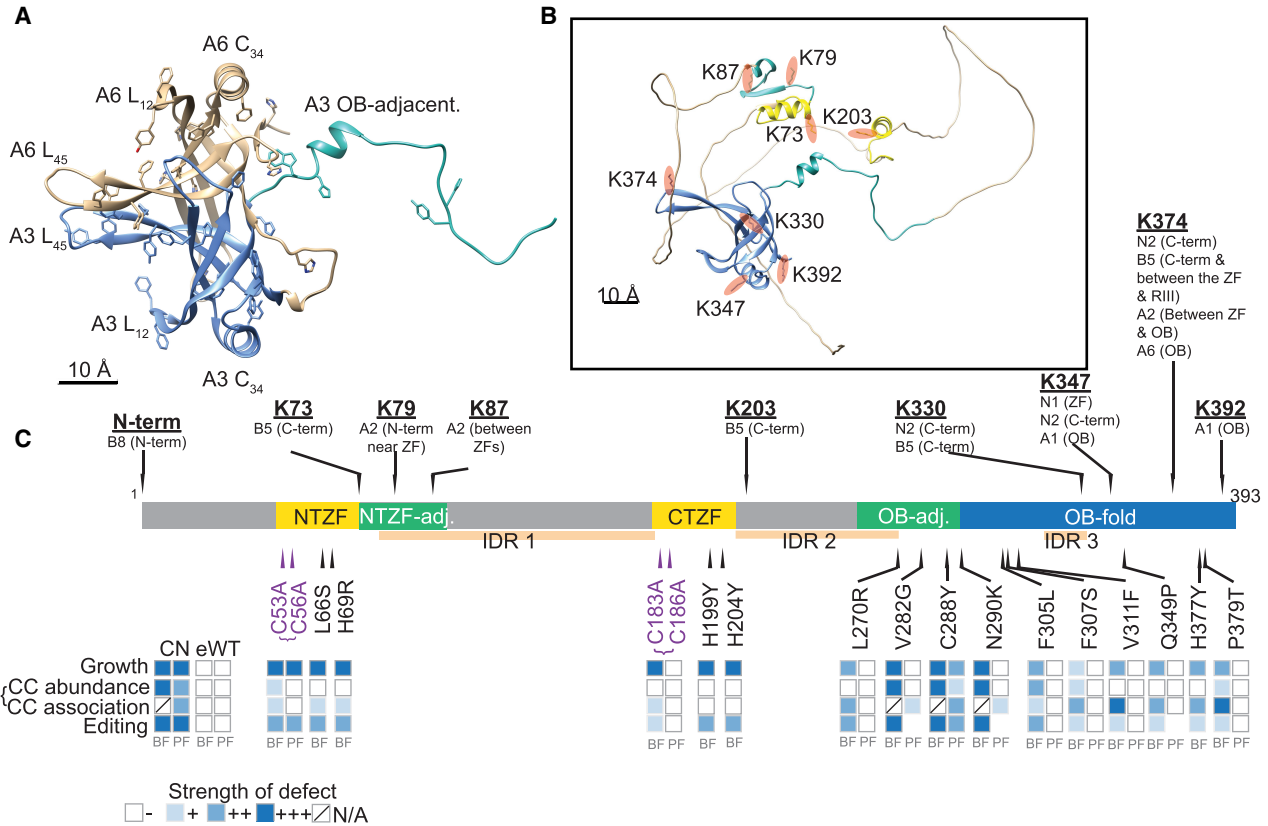 A
B
A6 C34
A6 L12
A3 OB-adjacent.
A6 L45
A3 L45
A3 L12
A3 C34
10 Å
K87
K79
K73
K203
K374
K330
K392
K347
10 Å
K374
N2 (C-term)
B5 (C-term &
between the ZF
& RIII)
A2 (Between ZF
& OB)
A6 (OB)
C
N-term
B8 (N-term)
K73
B5 (C-term)
K79
A2 (N-term
near ZF)
K87
A2 (between
ZFs)
K203
B5 (C-term)
K330
N2 (C-term)
B5 (C-term)
K347
N1 (ZF)
N2 (C-term)
A1 (OB)
K392
A1 (OB)
1
393
NTZF
NTZF-adj.
CTZF
OB-adj.
OB-fold
IDR 1
IDR 2
IDR 3
{C53A
C56A
L66S
H69R
{C183A
C186A
H199Y
H204Y
L270R
V282G
C288Y
N290K
F305L
F307S
V311F
Q349P
H377Y
P379T
CN eWT
Growth
{CC abundance
CC association
Editing
BF PF BF PF
BF PF BF BF
BF PF BF BF
BF PF BF PF BF PF BF PF
BF PF BF PF BF PF BF PF BF BF PF
Strength of defect
- + ++ +++ N/A